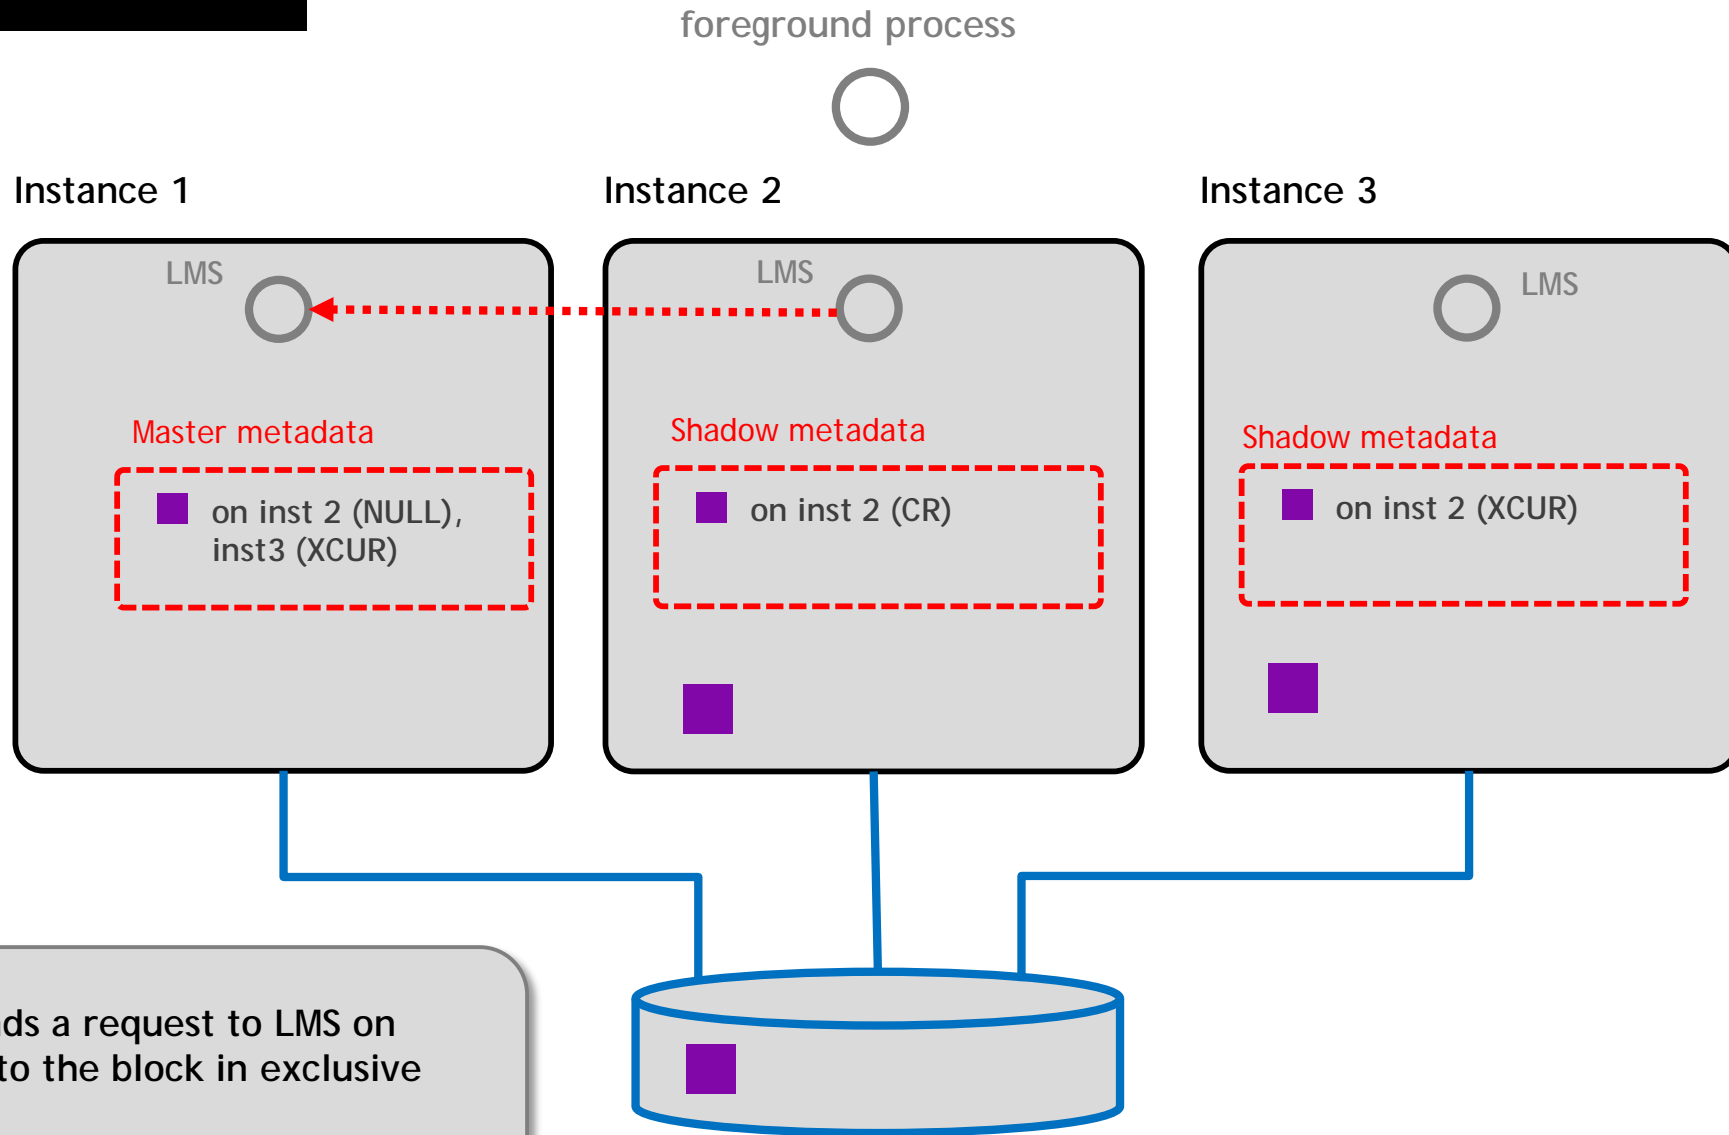 foreground process
Instance 1
Instance 2
Instance 3
LMS
LMS
LMS
Master metadata
on inst 2 (NULL),
inst3 (XCUR)
Shadow metadata
on inst 2 (CR)
Shadow metadata
on inst 2 (XCUR)
a request to LMS on
to the block in exclusive